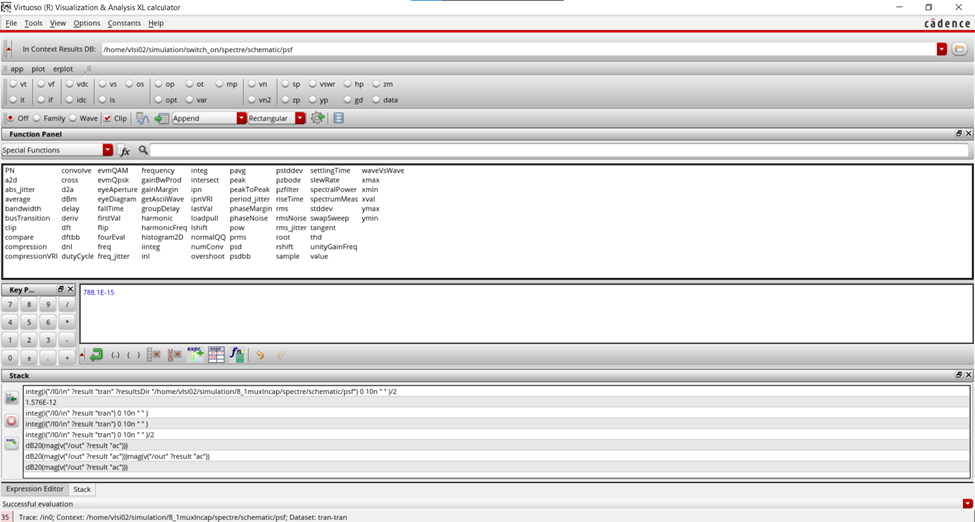 Virtuoso (R) Visualization & Analysis XL calculator
File Tools View Options Constants Help
cādence
In Context Results DB: /home/vlsi02/simulation/switch_on/spectre/schematic/psf
app plot erplot
vt vf vdc vs os op ot mp vn sp vswr hp zm
it if idc is opt var vn2 zp yp gd data
Off Family Wave Clip Append Rectangular
Function Panel
Special Functions fx
PN convolve evmQAM frequency integ pavg pstddev settlingTime waveVsWave
a2d cross evmQpsk gainBwProd intersect peak pzbode slewRate xmax
abs_jitter d2a eyeAperture gainMargin ipn peakToPeak pzfilter spectralPower xmin
average dBm eyeDiagram getAsciiWave ipnVRI period_jitter riseTime spectrumMeas xval
bandwidth delay fallTime groupDelay lastVal phaseMargin rms stddev ymax
busTransition deriv firstVal harmonic loadpull phaseNoise rmsNoise swapSweep ymin
clip dft flip harmonicFreq lshift pow rms_jitter tangent
compare dftbb fourEval histogram2D normalQQ prms root thd
compression dnl freq iinteg numConv psd rshift unityGainFreq
compressionVRI dutyCycle freq_jitter inl overshoot psdbb sample value
Key P...
7 8 9 /
4 5 6 *
1 2 3 -
0 ± . +
788.1E-15
(..) ( ) expr expr fn
Stack
integ(i("/I0/in" ?result "tran" ?resultsDir "/home/vlsi02/simulation/8_1muxIncap/spectre/schematic/psf") 0 10n " " )/2
1.576E-12
integ(i("/I0/in" ?result "tran") 0 10n " " )
integ(i("/I0/in" ?result "tran") 0 10n " " )
integ(i("/I0/in" ?result "tran") 0 10n " " )/2
dB20(mag(v("/out" ?result "ac")))
dB20(mag(v("/out" ?result "ac")))mag(v("/out" ?result "ac"))
dB20(mag(v("/out" ?result "ac")))
Expression Editor Stack
Successful evaluation
35 Trace: /in0; Context: /home/vlsi02/simulation/8_1muxIncap/spectre/schematic/psf; Dataset: tran-tran